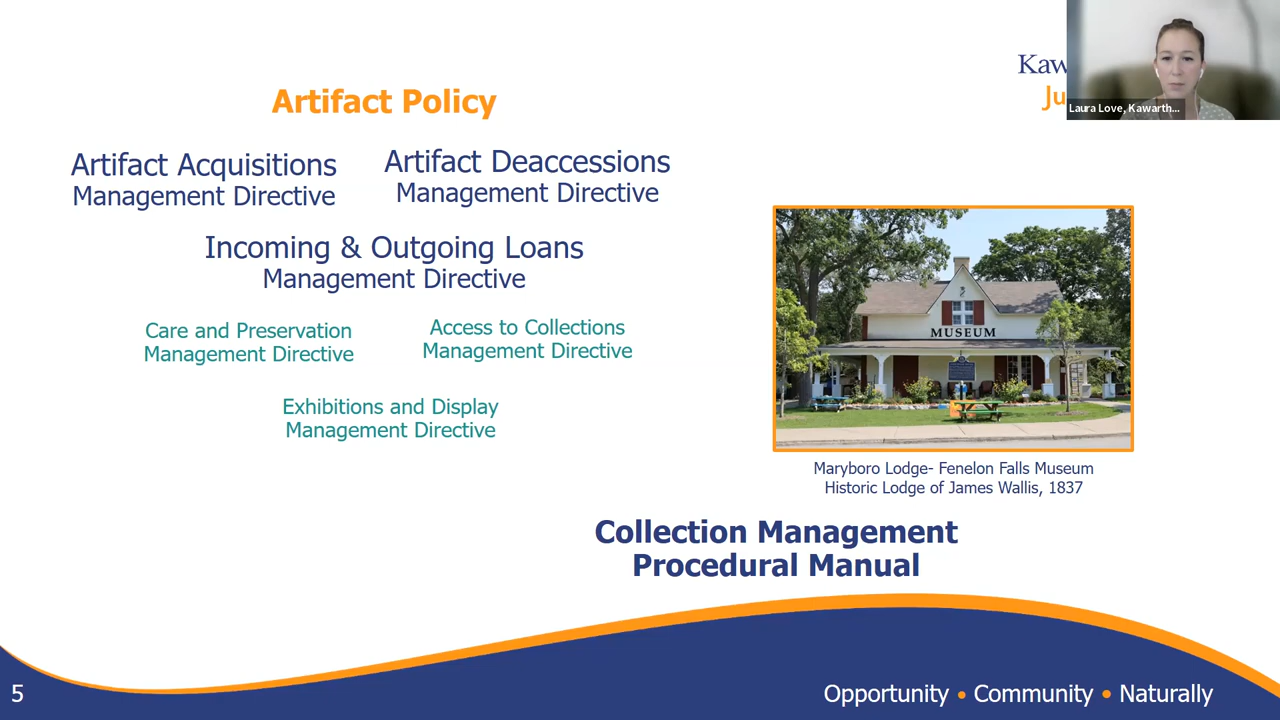 Kaw
Ju
Laura Love, Kawarth...
Artifact Policy
Artifact Acquisitions
Management Directive
Artifact Deaccessions
Management Directive
Incoming & Outgoing Loans
Management Directive
Care and Preservation
Management Directive
Access to Collections
Management Directive
Exhibitions and Display
Management Directive
MUSEUM
Maryboro Lodge- Fenelon Falls Museum
Historic Lodge of James Wallis, 1837
Collection Management
Procedural Manual
5
Opportunity • Community • Naturally